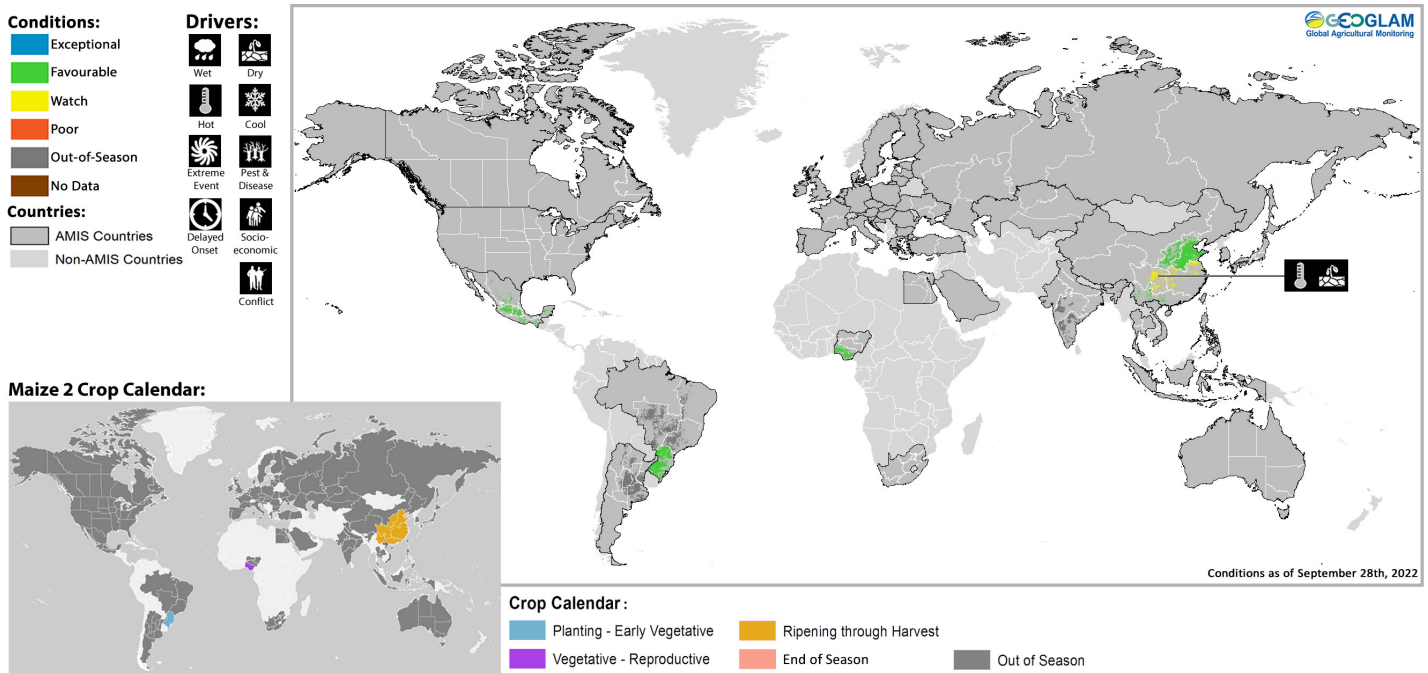 Conditions:
Exceptional
Favourable
Watch
Poor
Out-of-Season
No Data
Countries:
AMIS Countries
Non-AMIS Countries
Drivers:
Wet
Dry
Hot
Cool
Extreme
Event
Pest &
Disease
Delayed
Onset
Socio-
economic
Conflict
GEOGLAM
Global Agricultural Monitoring
Conditions as of September 28th, 2022
Maize 2 Crop Calendar:
Crop Calendar :
Planting - Early Vegetative
Ripening through Harvest
Vegetative - Reproductive
End of Season
Out of Season